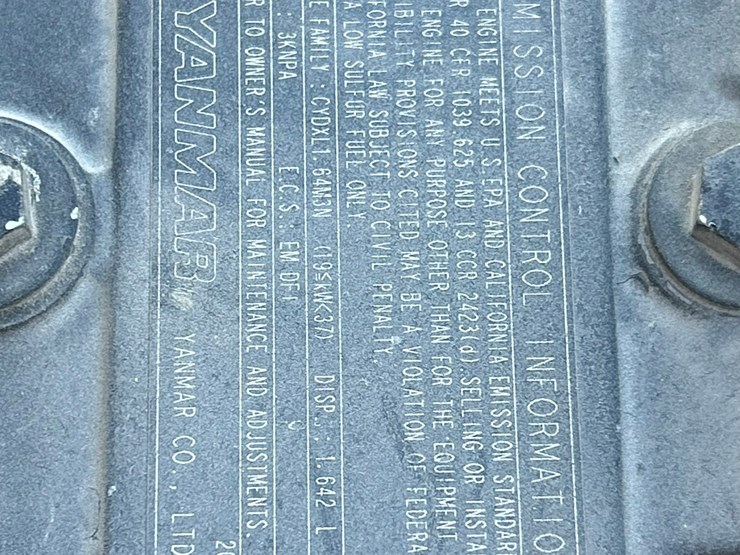 MISSION CONTROL INFORMATIO
ENGINE MEETS U.S.EPA AND CALIFORNIA EMISSION STANDAR
R 40 CFR 1039.625 AND 13 CCR 2423(d). SELLING OR INSTA
ENGINE FOR ANY PURPOSE OTHER THAN FOR THE EQUIPMENT
IBILITY PROVISIONS CITED MAY BE A VIOLATION OF FEDERA
FORNIA LAW SUBJECT TO CIVIL PENALTY.
A LOW SULFUR FUEL ONLY
E FAMILY : CYDXL1.64N3N (19≤kW<37) DISP. : 1.642 L
: 3KNPA E.C.S : EM DFI
R TO OWNER'S MANUAL FOR MAINTENANCE AND ADJUSTMENTS.
YANMAR YANMAR CO., LTD